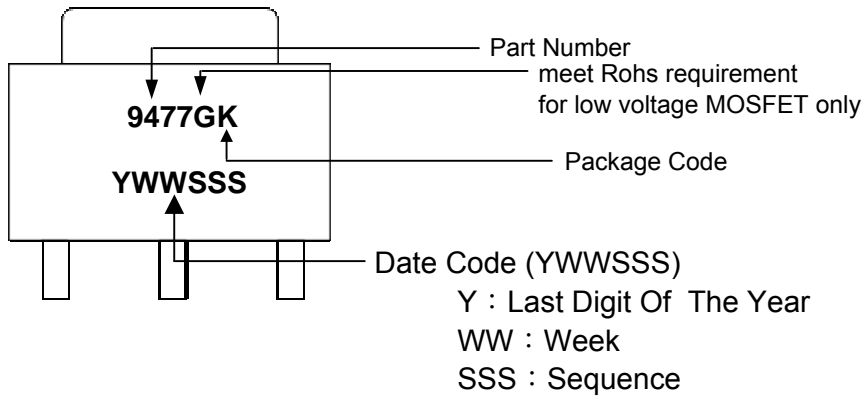 Part Number
meet Rohs requirement
for low voltage MOSFET only
9477GK
Package Code
YWWSSS
Date Code (YWWSSS)
Y：Last Digit Of The Year
WW：Week
SSS：Sequence